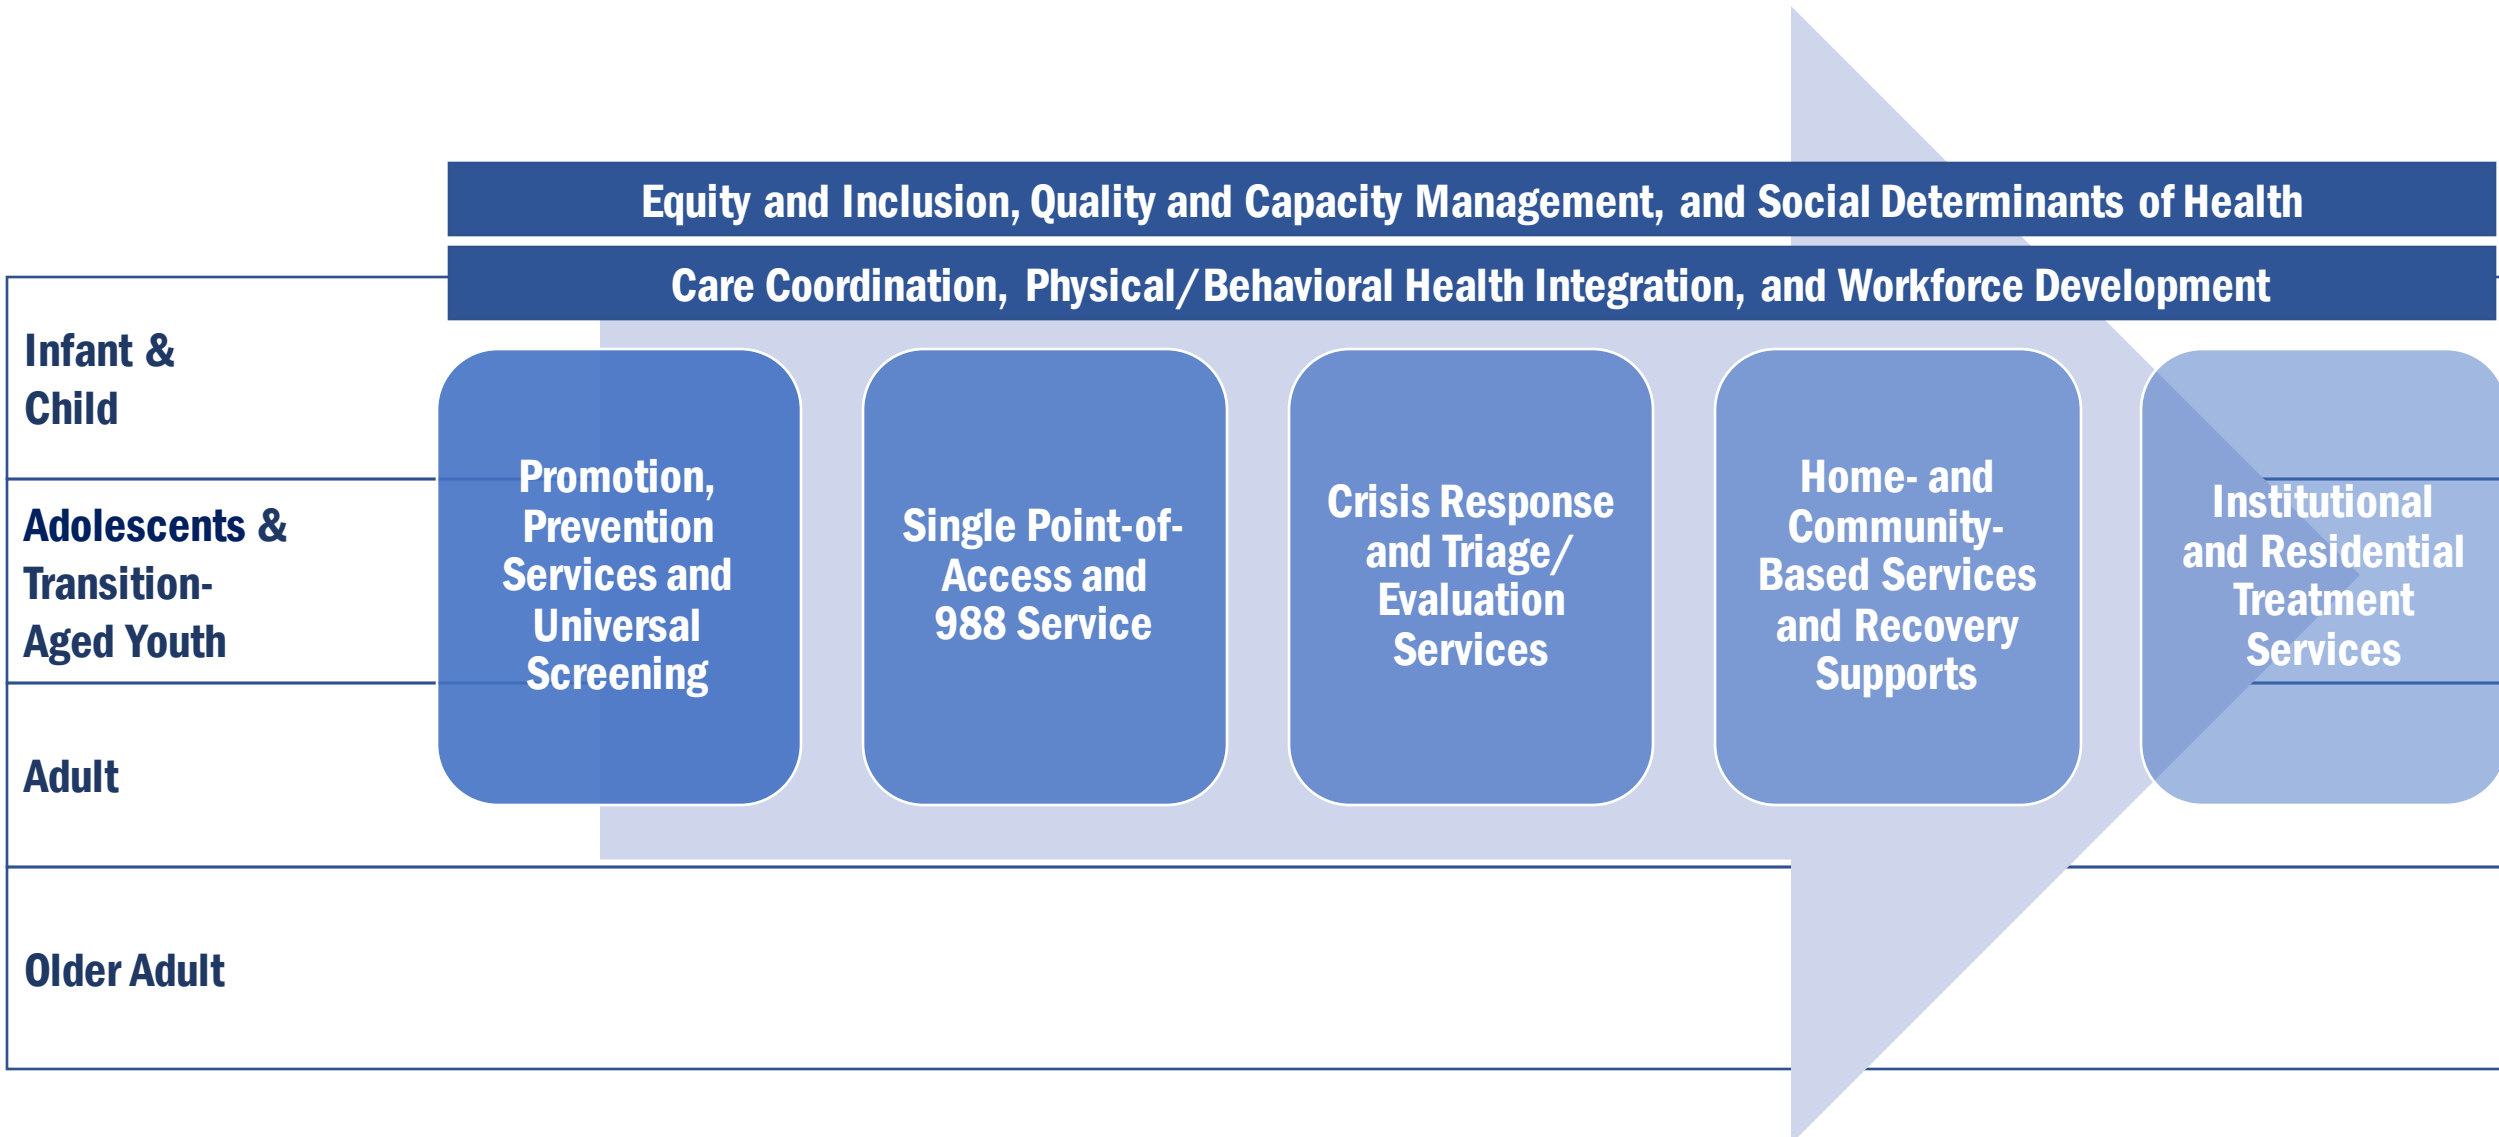 Equity and Inclusion, Quality and Capacity Management, and Social Determinants of Health
Care Coordination, Physical/Behavioral Health Integration, and Workforce Development
Infant &
Child
Adolescents &
Transition-
Aged Youth
Adult
Older Adult
Promotion,
Prevention
Services and
Universal
Screening
Single Point-of-
Access and
988 Service
Crisis Response
and Triage/
Evaluation
Services
Home- and
Community-
Based Services
and Recovery
Supports
Institutional
and Residential
Treatment
Services